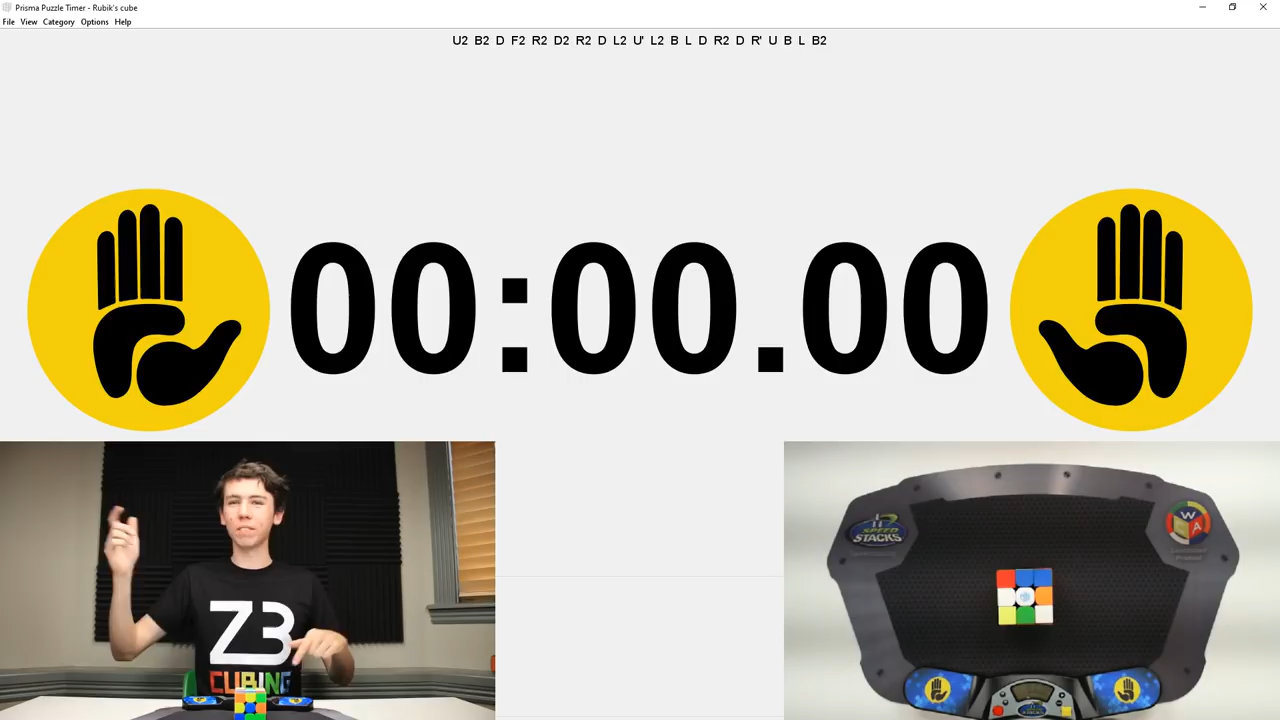 Prisma Puzzle Timer - Rubik's cube
File View Category Options Help
U2 B2 D F2 R2 D2 R2 D L2 U' L2 B L D R2 D R' U B L B2
00:00.00
Z3
CUBING
SPEED
STACKS
W
A